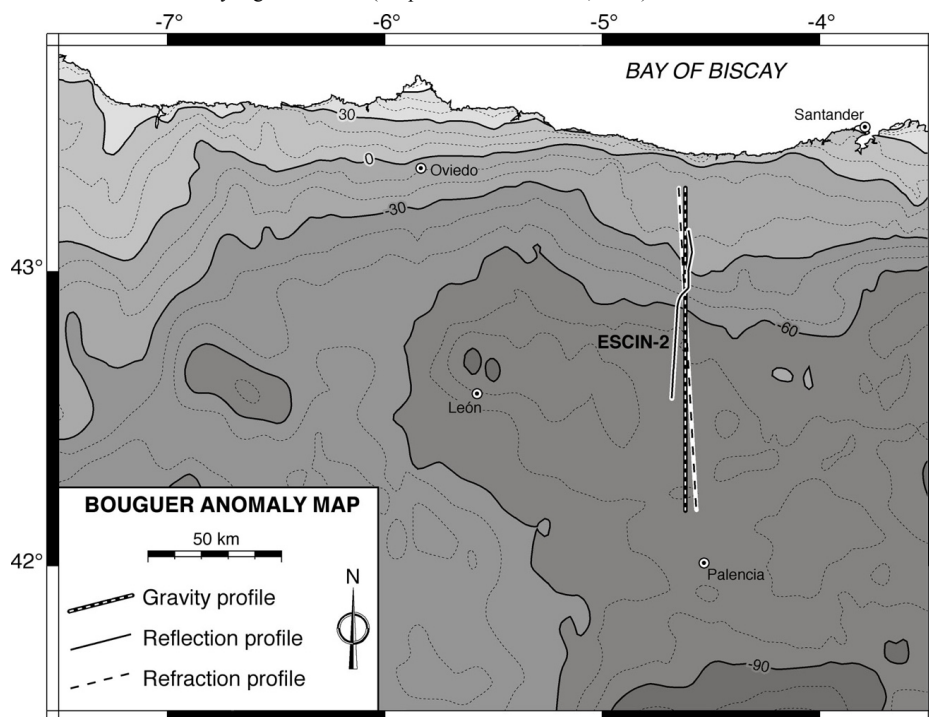 -7° -6° -5° -4°
BAY OF BISCAY
Santander
30
0
Oviedo
-30
43°
-60
ESCIN-2
León
BOUGUER ANOMALY MAP
50 km
N
42°
Gravity profile
Palencia
Reflection profile
-90
Refraction profile